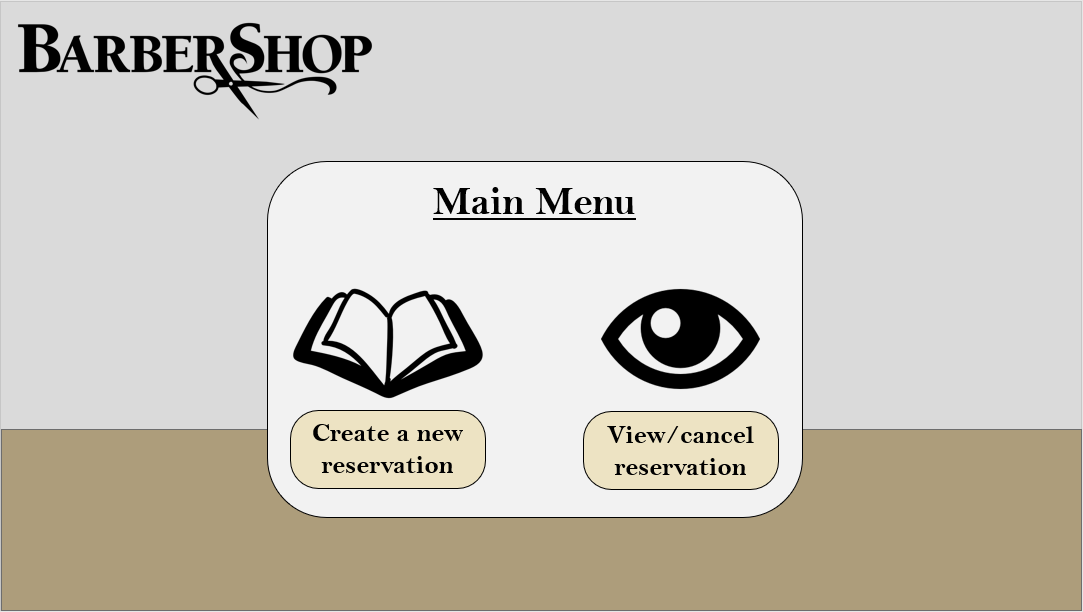 BARBERSHOP
Main Menu
Create a new
reservation
View/cancel
reservation